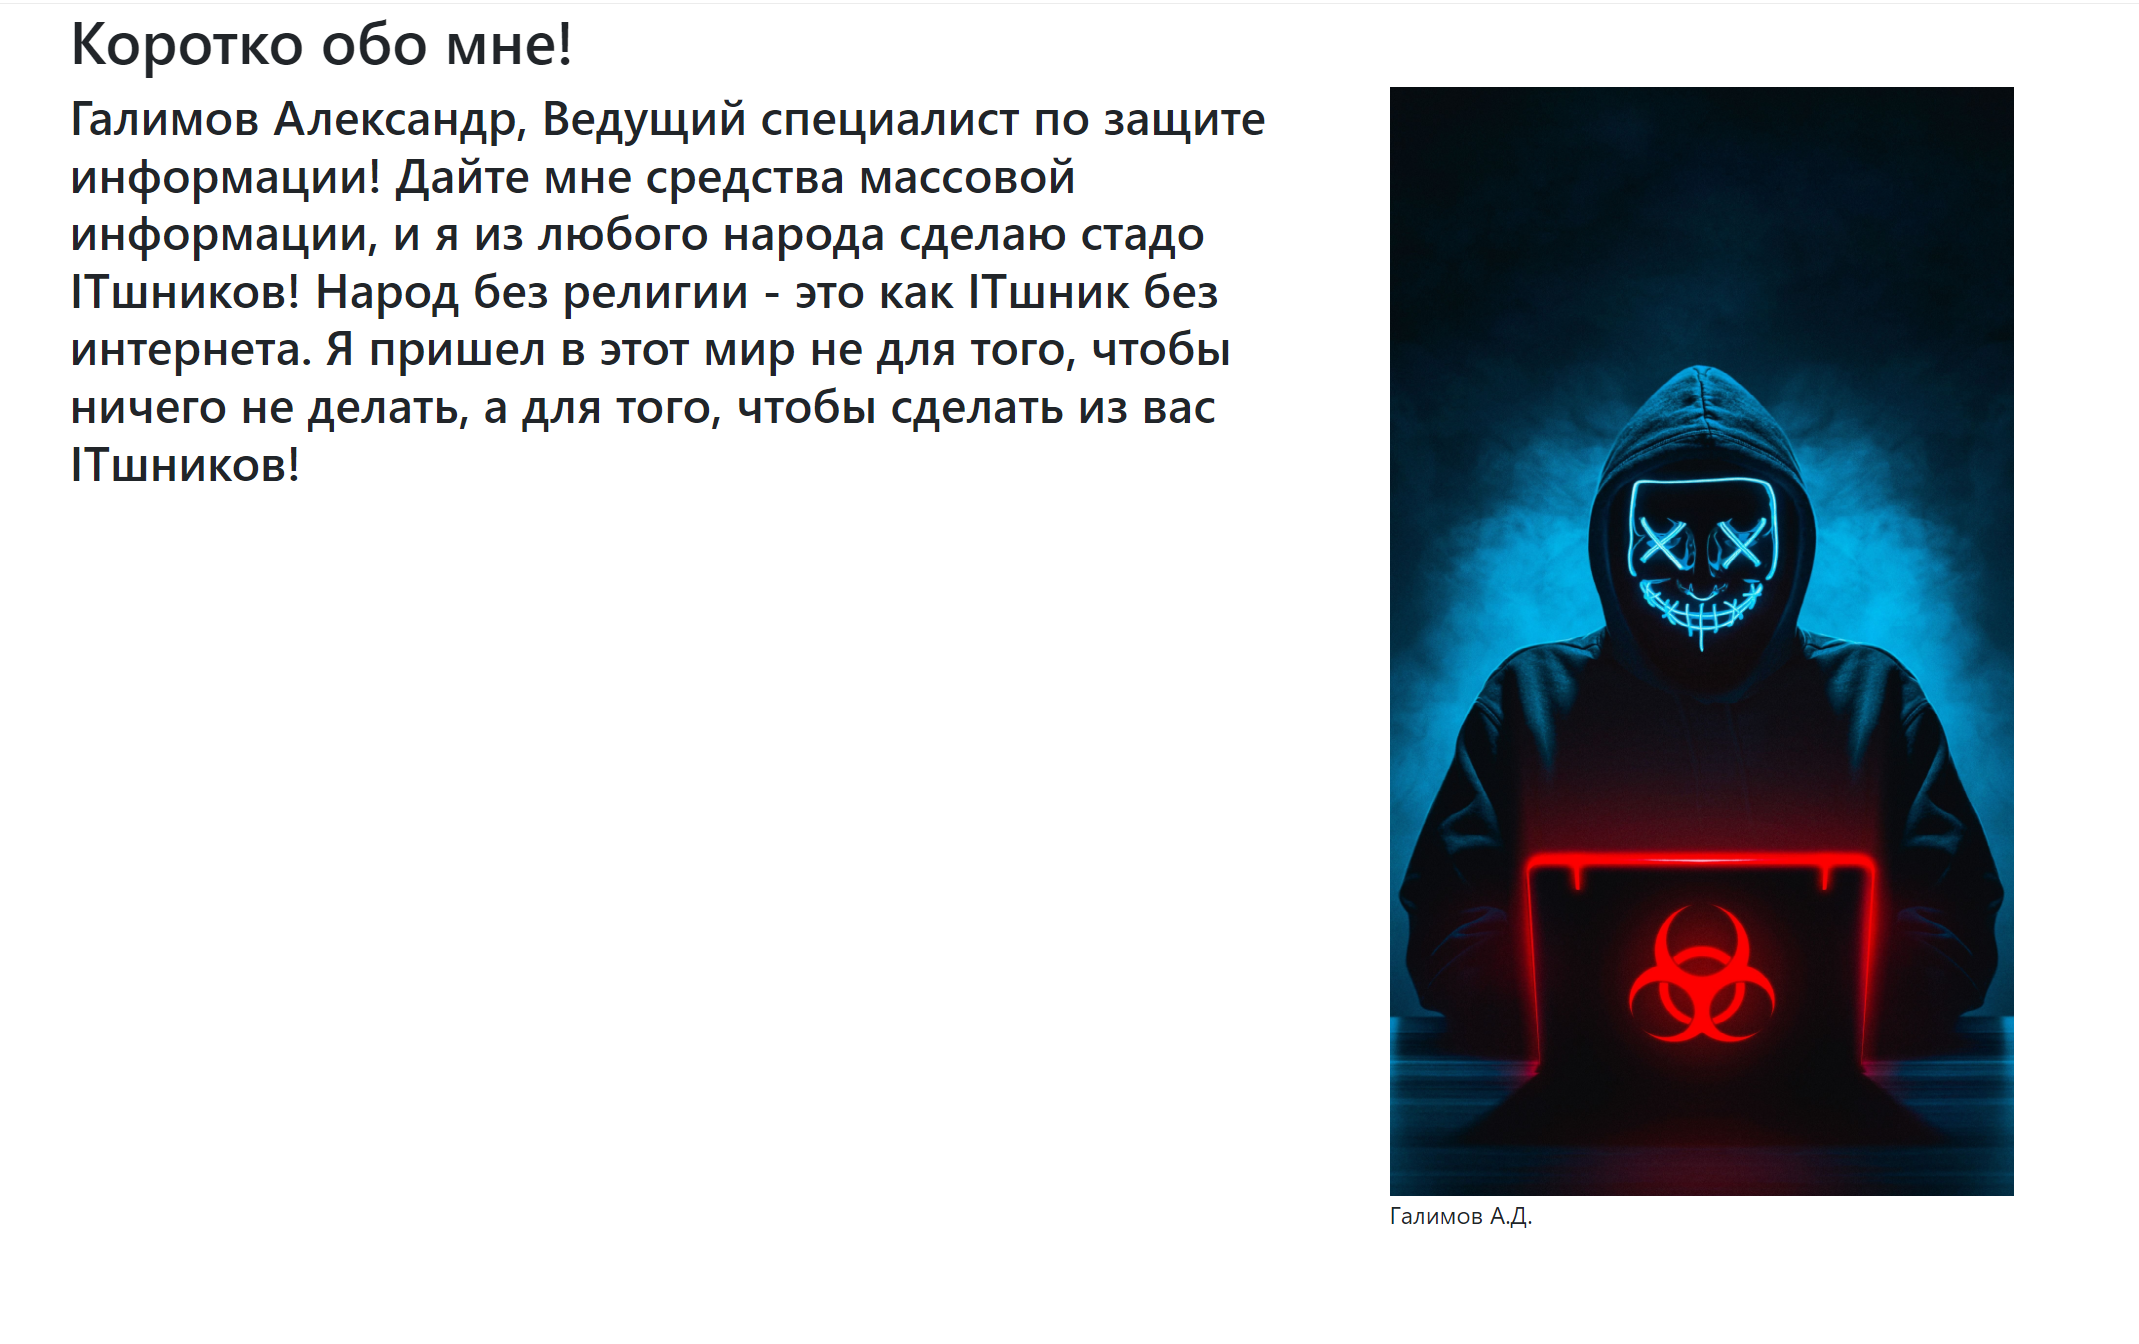 Коротко обо мне!
Галимов Александр, Ведущий специалист по защите
информации! Дайте мне средства массовой
информации, и я из любого народа сделаю стадо
ITшников! Народ без религии - это как ITшник без
интернета. Я пришел в этот мир не для того, чтобы
ничего не делать, а для того, чтобы сделать из вас
ITшников!
Галимов А.Д.